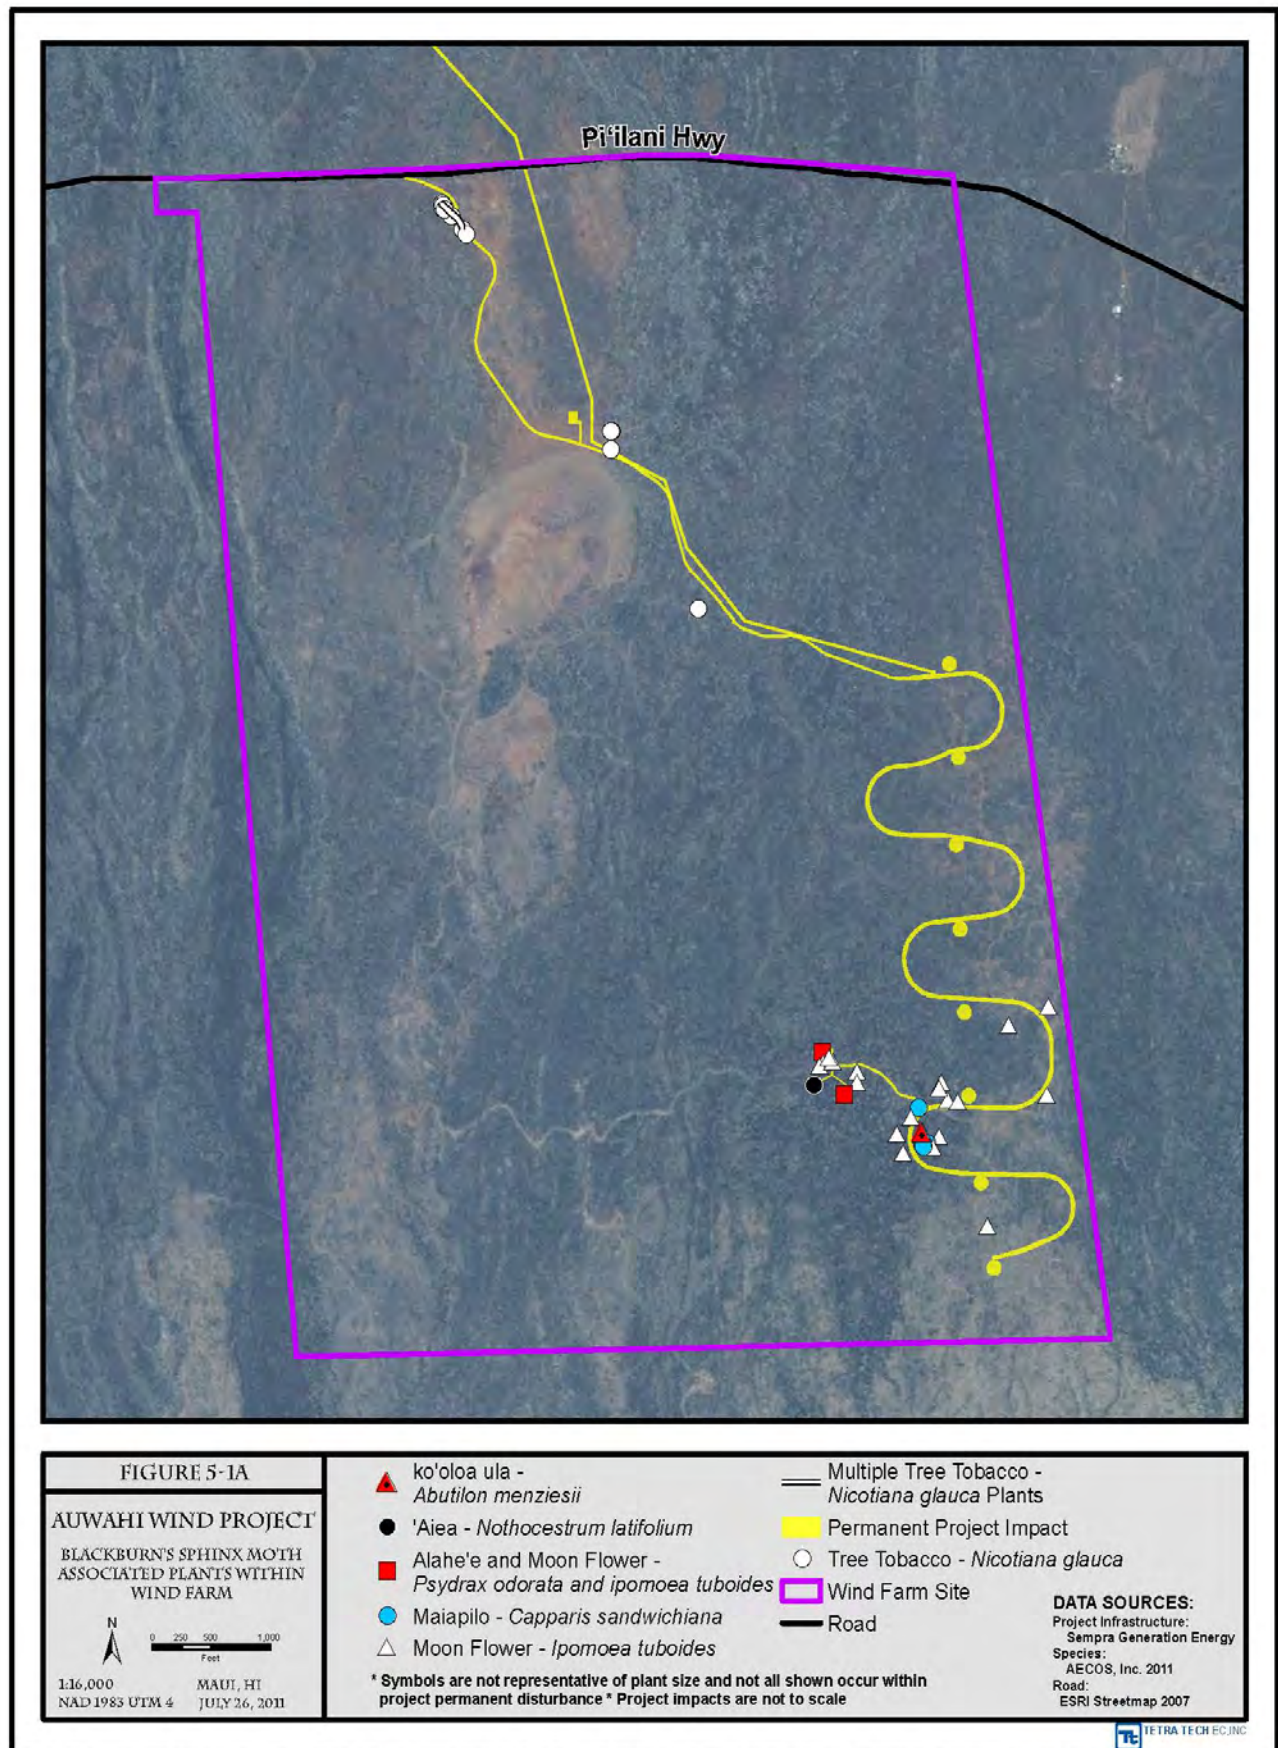 Pi'ilani Hwy
FIGURE 5-1A
AUWAHI WIND PROJECT
BLACKBURN'S SPHINX MOTH
ASSOCIATED PLANTS WITHIN
WIND FARM
N
0 250 500 1,000
Feet
1:16,000 MAUI, HI
NAD 1983 UTM 4 JULY 26, 2011
ko'oloa ula -
Abutilon menziesii
'Aiea - Nothocestrum latifolium
Alahe'e and Moon Flower -
Psydrax odorata and ipomoea tuboides
Maiapilo - Capparis sandwichiana
Moon Flower - Ipomoea tuboides
Multiple Tree Tobacco -
Nicotiana glauca Plants
Permanent Project Impact
Tree Tobacco - Nicotiana glauca
Wind Farm Site
Road
* Symbols are not representative of plant size and not all shown occur within
project permanent disturbance * Project impacts are not to scale
DATA SOURCES:
Project Infrastructure:
Sempra Generation Energy
Species:
AECOS, Inc. 2011
Road:
ESRI Streetmap 2007
Tt TETRA TECH EC,INC